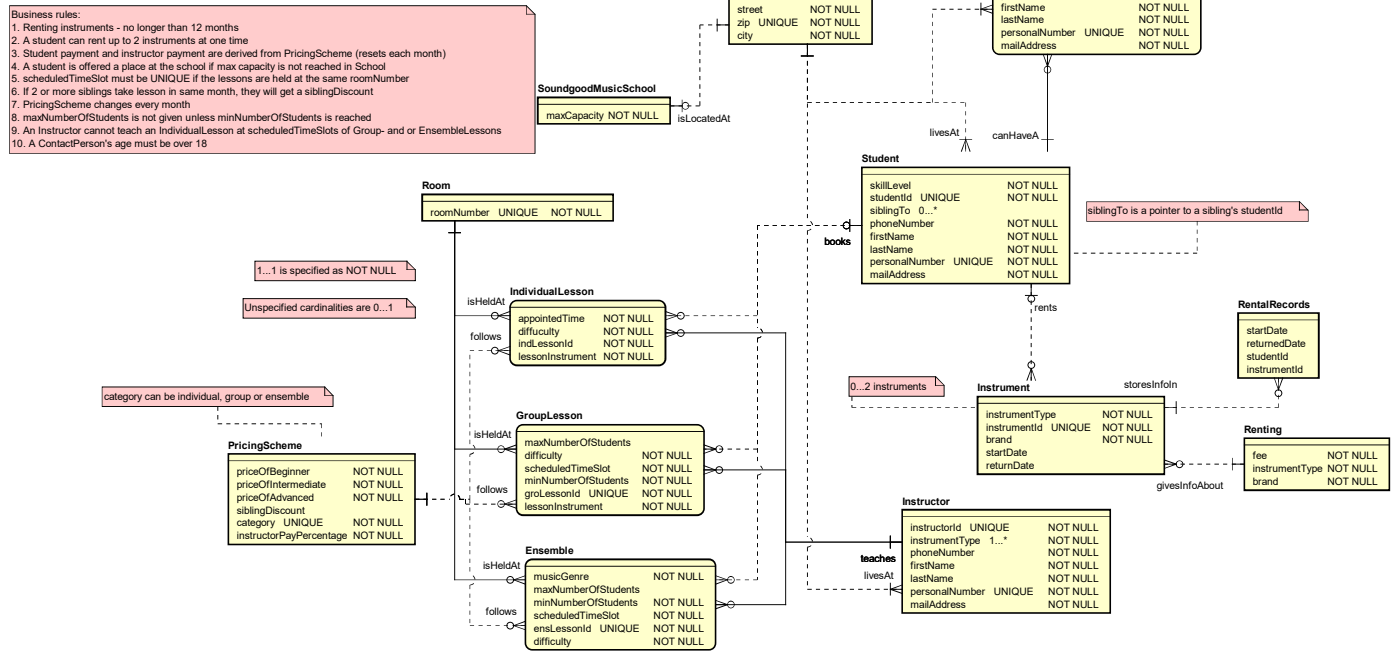 Business rules:
1. Renting instruments - no longer than 12 months
2. A student can rent up to 2 instruments at one time
3. Student payment and instructor payment are derived from PricingScheme (resets each month)
4. A student is offered a place at the school if max capacity is not reached in School
5. scheduledTimeSlot must be UNIQUE if the lessons are held at the same roomNumber
6. If 2 or more siblings take lesson in same month, they will get a siblingDiscount
7. PricingScheme changes every month
8. maxNumberOfStudents is not given unless minNumberOfStudents is reached
9. An Instructor cannot teach an IndividualLesson at scheduledTimeSlots of Group- and or EnsembleLessons
10. A ContactPerson's age must be over 18
street NOT NULL
zip UNIQUE NOT NULL
city NOT NULL
firstName NOT NULL
lastName NOT NULL
personalNumber UNIQUE NOT NULL
mailAddress NOT NULL
SoundgoodMusicSchool
maxCapacity NOT NULL
isLocatedAt
livesAt
canHaveA
Student
skillLevel NOT NULL
studentId UNIQUE NOT NULL
siblingTo 0...*
phoneNumber NOT NULL
firstName NOT NULL
lastName NOT NULL
personalNumber UNIQUE NOT NULL
mailAddress NOT NULL
siblingTo is a pointer to a sibling's studentId
books
rents
Room
roomNumber UNIQUE NOT NULL
1...1 is specified as NOT NULL
Unspecified cardinalities are 0...1
isHeldAt
follows
IndividualLesson
appointedTime NOT NULL
diffuculty NOT NULL
indLessonId NOT NULL
lessonInstrument NOT NULL
RentalRecords
startDate
returnedDate
studentId
instrumentId
category can be individual, group or ensemble
0...2 instruments
Instrument
storesInfoIn
instrumentType NOT NULL
instrumentId UNIQUE NOT NULL
brand NOT NULL
startDate
returnDate
Renting
fee NOT NULL
instrumentType NOT NULL
brand NOT NULL
givesInfoAbout
PricingScheme
priceOfBeginner NOT NULL
priceOfIntermediate NOT NULL
priceOfAdvanced NOT NULL
siblingDiscount
category UNIQUE NOT NULL
instructorPayPercentage NOT NULL
isHeldAt
follows
GroupLesson
maxNumberOfStudents
difficulty NOT NULL
scheduledTimeSlot NOT NULL
minNumberOfStudents NOT NULL
groLessonId UNIQUE NOT NULL
lessonInstrument NOT NULL
Instructor
instructorId UNIQUE NOT NULL
instrumentType 1...* NOT NULL
phoneNumber NOT NULL
firstName NOT NULL
lastName NOT NULL
personalNumber UNIQUE NOT NULL
mailAddress NOT NULL
teaches
livesAt
isHeldAt
follows
Ensemble
musicGenre NOT NULL
maxNumberOfStudents
minNumberOfStudents NOT NULL
scheduledTimeSlot NOT NULL
ensLessonId UNIQUE NOT NULL
difficulty NOT NULL